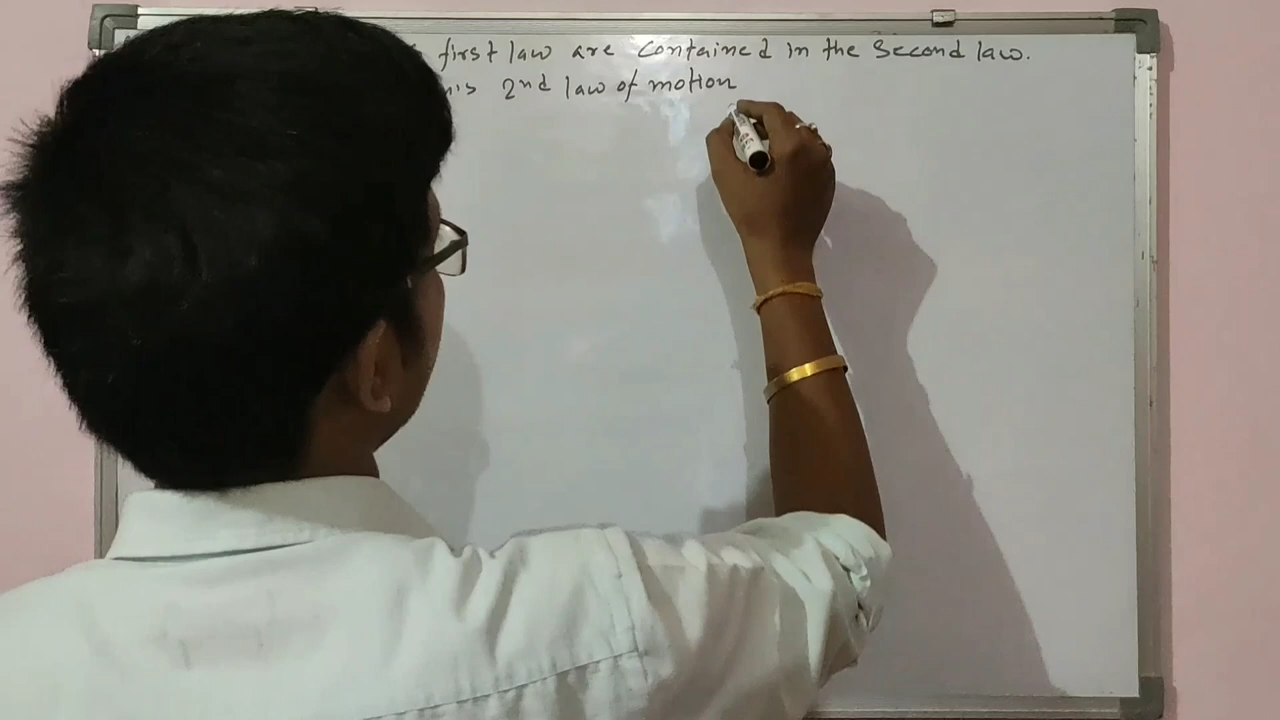 first law are contained in the second law.
2nd law of motion